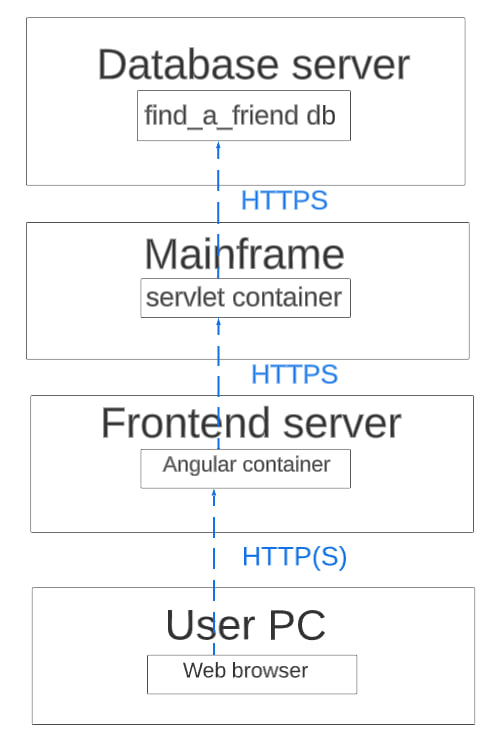 Database server
find_a_friend db
HTTPS
Mainframe
servlet container
HTTPS
Frontend server
Angular container
HTTP(S)
User PC
Web browser